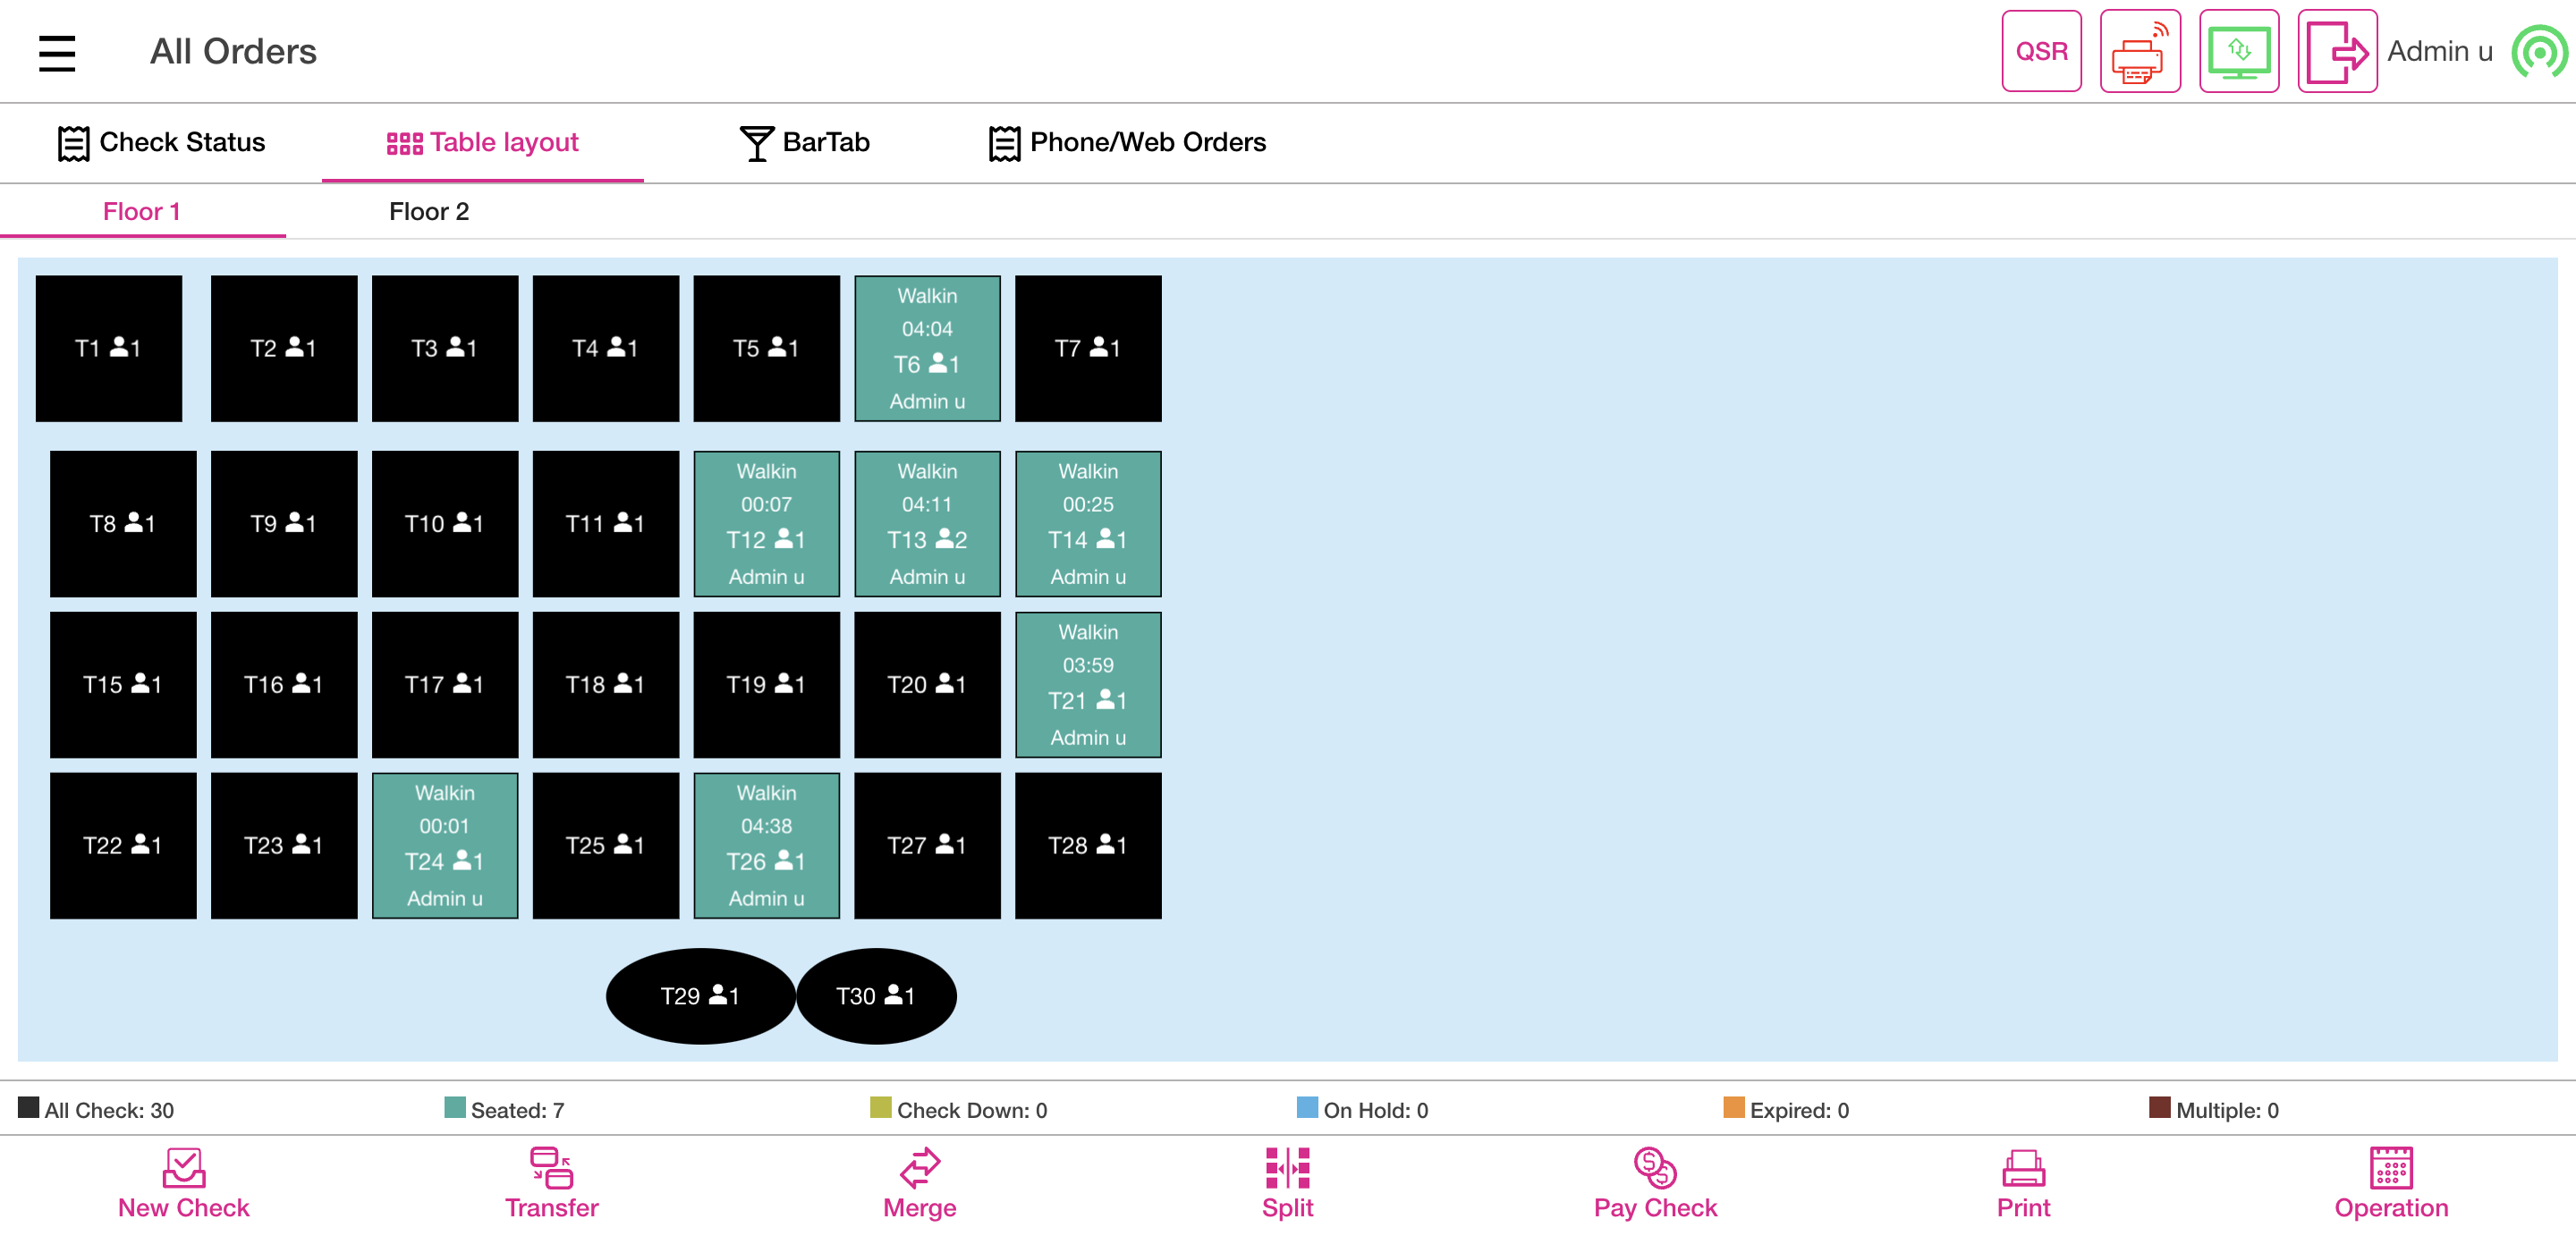 All Orders
QSR
Admin u
Check Status
Table layout
BarTab
Phone/Web Orders
Floor 1
Floor 2
T1 1
T2 1
T3 1
T4 1
T5 1
Walkin
04:04
T6 1
Admin u
T7 1
T8 1
T9 1
T10 1
T11 1
Walkin
00:07
T12 1
Admin u
Walkin
04:11
T13 2
Admin u
Walkin
00:25
T14 1
Admin u
T15 1
T16 1
T17 1
T18 1
T19 1
T20 1
Walkin
03:59
T21 1
Admin u
T22 1
T23 1
Walkin
00:01
T24 1
Admin u
T25 1
Walkin
04:38
T26 1
Admin u
T27 1
T28 1
T29 1
T30 1
All Check: 30
Seated: 7
Check Down: 0
On Hold: 0
Expired: 0
Multiple: 0
New Check
Transfer
Merge
Split
Pay Check
Print
Operation